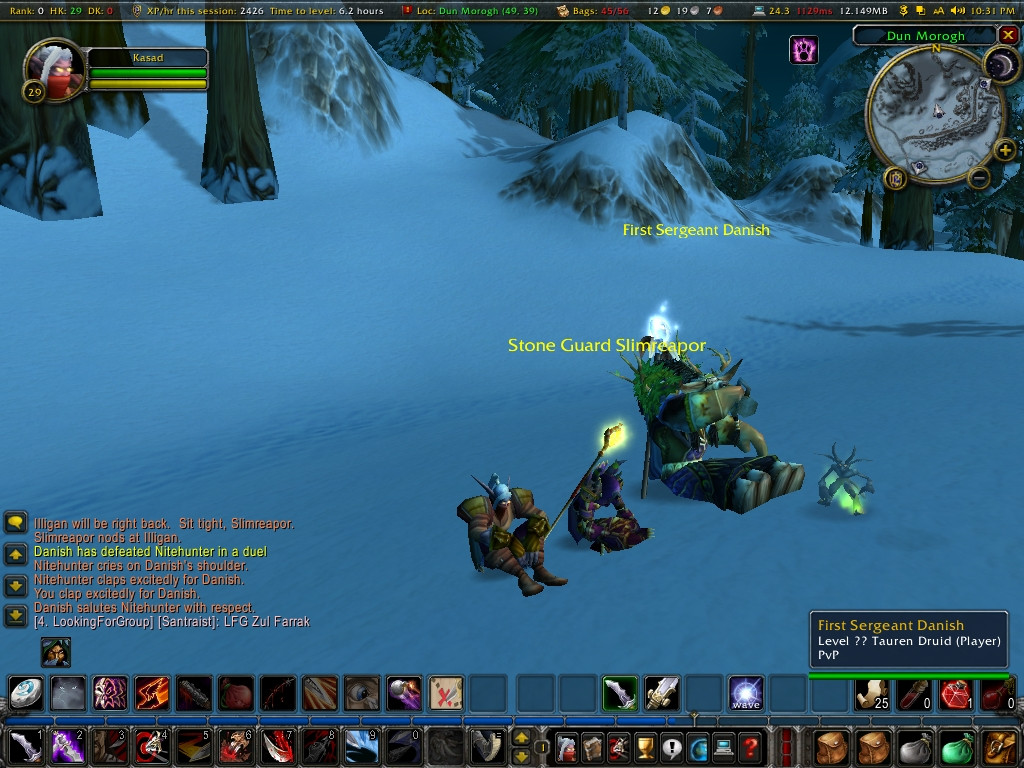 Rank: 0 HK: 29 DK: 0 XP/hr this session: 2426 Time to level: 6.2 hours Loc: Dun Morogh (49, 39) Bags: 45/56 12 19 7 24.3 1129ms 12.149MB AA 10:31 PM
Dun Morogh
N
Kasad
29
First Sergeant Danish
Stone Guard Slimreapor
Illigan will be right back. Sit tight, Slimreapor.
Slimreapor nods at Illigan.
Danish has defeated Nitehunter in a duel
Nitehunter cries on Danish's shoulder.
Nitehunter claps excitedly for Danish.
You clap excitedly for Danish.
Danish salutes Nitehunter with respect.
[4. LookingForGroup] [Santraist]: LFG Zul Farrak
First Sergeant Danish
Level ?? Tauren Druid (Player)
PvP
wave
25 0 1 0
1 2 3 4 5 6 7 8 9 0 - =
1